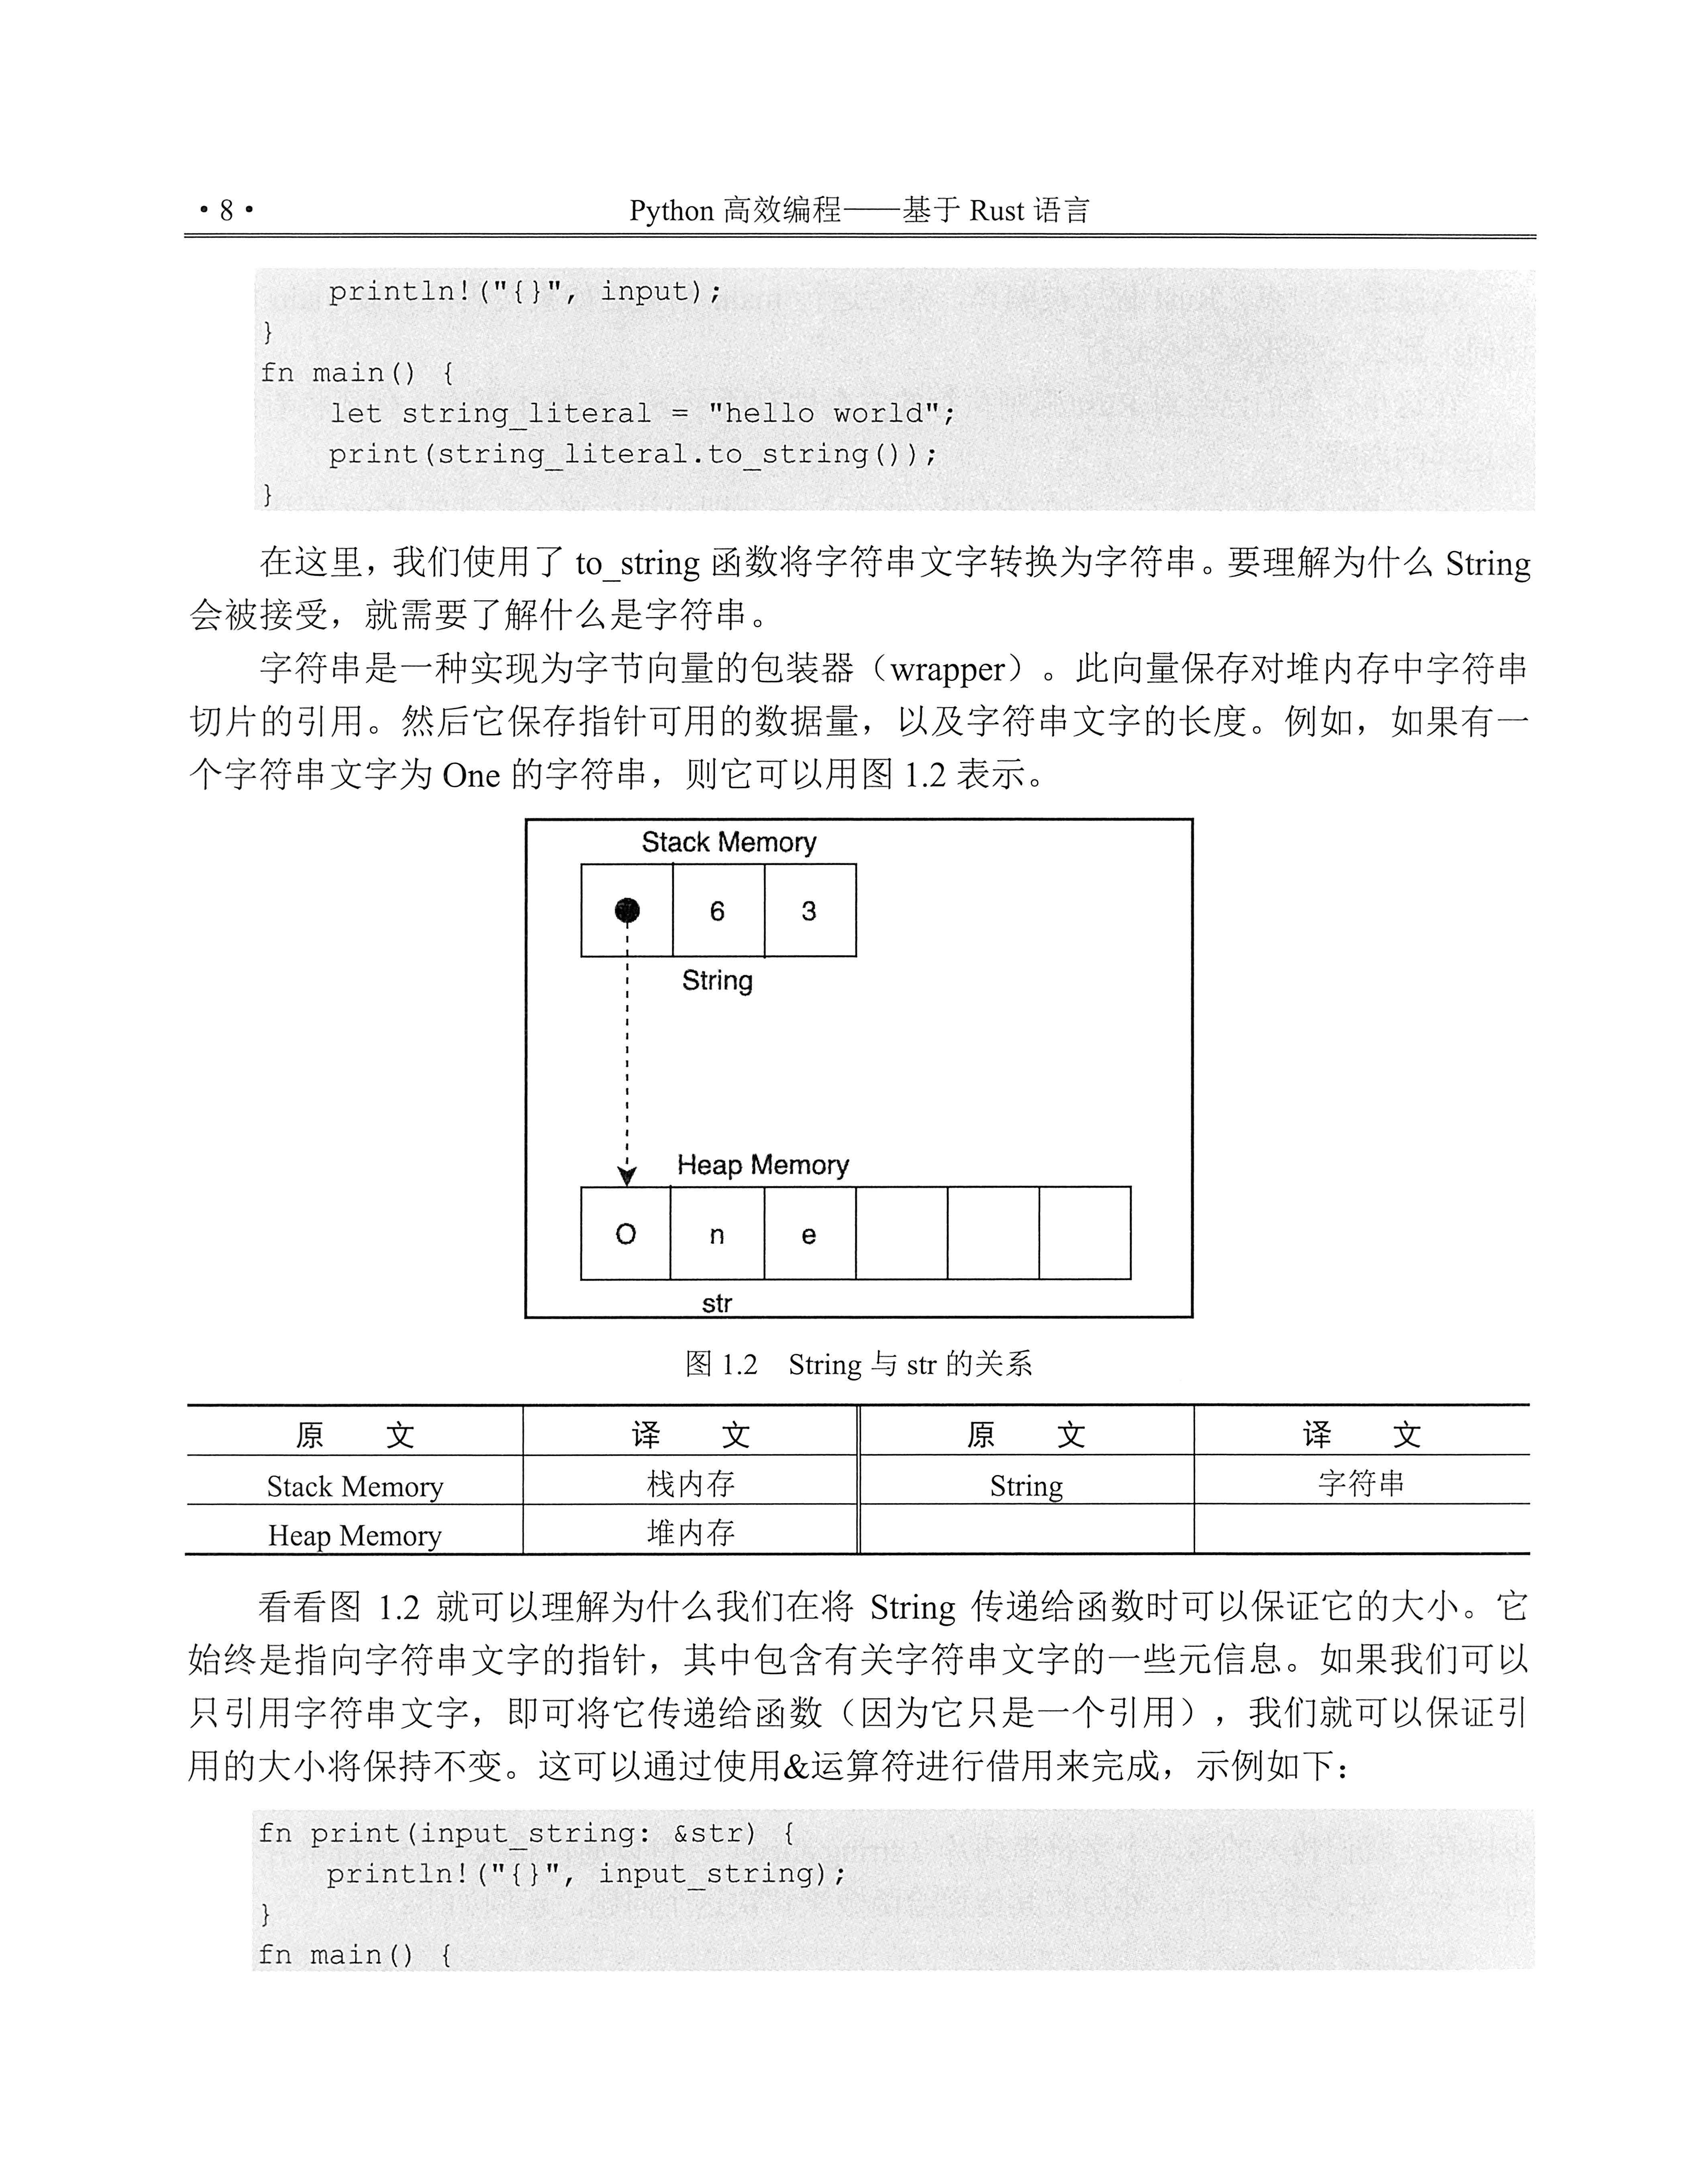 • 8 •
Python 高效编程——基于 Rust 语言
println!("{}", input);
}
fn main() {
let string_literal = "hello world";
print(string_literal.to_string());
}
在这里，我们使用了 to_string 函数将字符串文字转换为字符串。要理解为什么 String
会被接受，就需要了解什么是字符串。
字符串是一种实现为字节向量的包装器（wrapper）。此向量保存对堆内存中字符串
切片的引用。然后它保存指针可用的数据量，以及字符串文字的长度。例如，如果有一
个字符串文字为 One 的字符串，则它可以用图 1.2 表示。
Stack Memory
6 3
String
Heap Memory
O n e
str
图 1.2 String 与 str 的关系
原 文 译 文 原 文 译 文
Stack Memory 栈内存 String 字符串
Heap Memory 堆内存
看看图 1.2 就可以理解为什么我们在将 String 传递给函数时可以保证它的大小。它
始终是指向字符串文字的指针，其中包含有关字符串文字的一些元信息。如果我们可以
只引用字符串文字，即可将它传递给函数（因为它只是一个引用），我们就可以保证引
用的大小将保持不变。这可以通过使用&运算符进行借用来完成，示例如下：
fn print(input_string: &str) {
println!("{}", input_string);
}
fn main() {